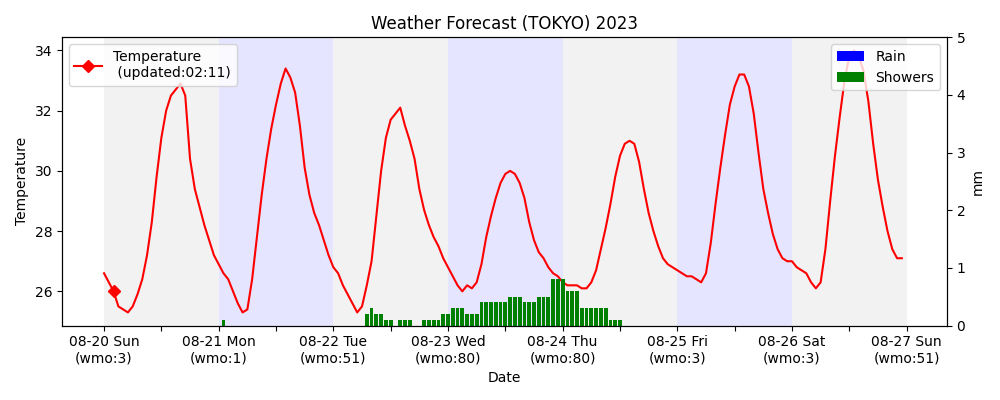 Weather Forecast (TOKYO) 2023
Temperature
(updated:02:11)
Rain
Showers
Temperature
34
32
30
28
26
5
4
3
2
1
0
mm
08-20 Sun
(wmo:3)
08-21 Mon
(wmo:1)
08-22 Tue
(wmo:51)
08-23 Wed
(wmo:80)
08-24 Thu
(wmo:80)
08-25 Fri
(wmo:3)
08-26 Sat
(wmo:3)
08-27 Sun
(wmo:51)
Date